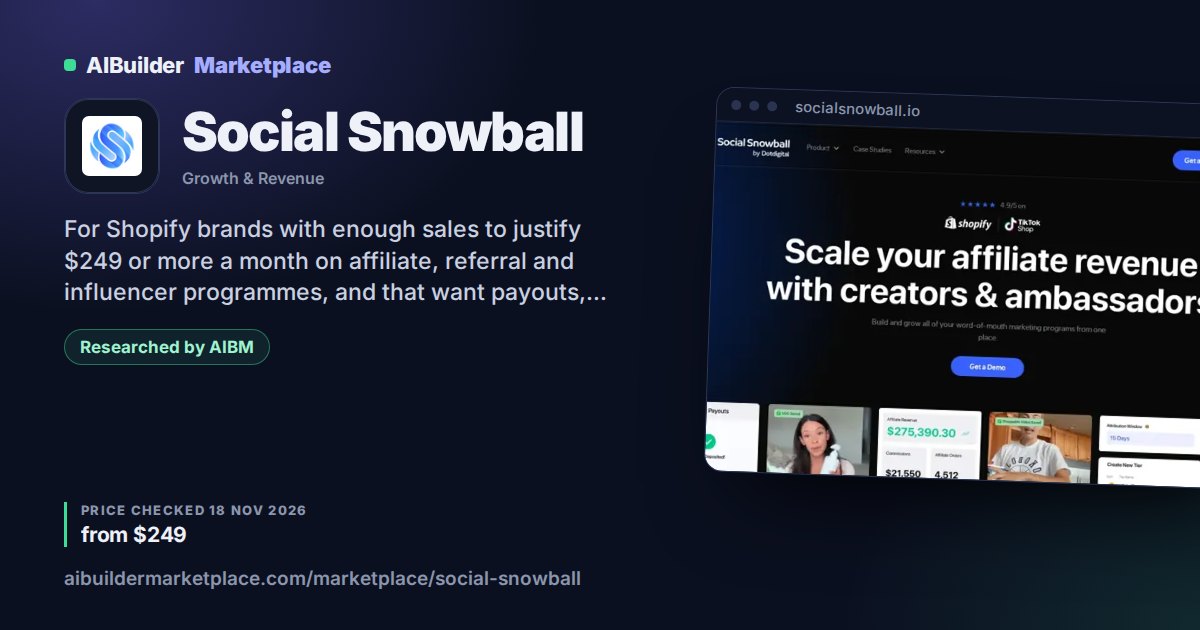 AIBuilder Marketplace
Social Snowball
Growth & Revenue
For Shopify brands with enough sales to justify
$249 or more a month on affiliate, referral and
influencer programmes, and that want payouts,...
Researched by AIBM
PRICE CHECKED 18 NOV 2026
from $249
aibuildermarketplace.com/marketplace/social-snowball
socialsnowball.io
Social Snowball
by Dotdigital
Product
Case Studies
Resources
Get a
4.9/5 on
shopify
TikTok
Shop
Scale your affiliate revenue
with creators & ambassadors
Build and grow all of your word-of-mouth marketing programs from one
place
Get a Demo
Payouts
Affiliate Revenue
$275,390.30
Commissions
$21,550
Affiliate Orders
4,512
Attribution Window
15 Days
Create New Tier